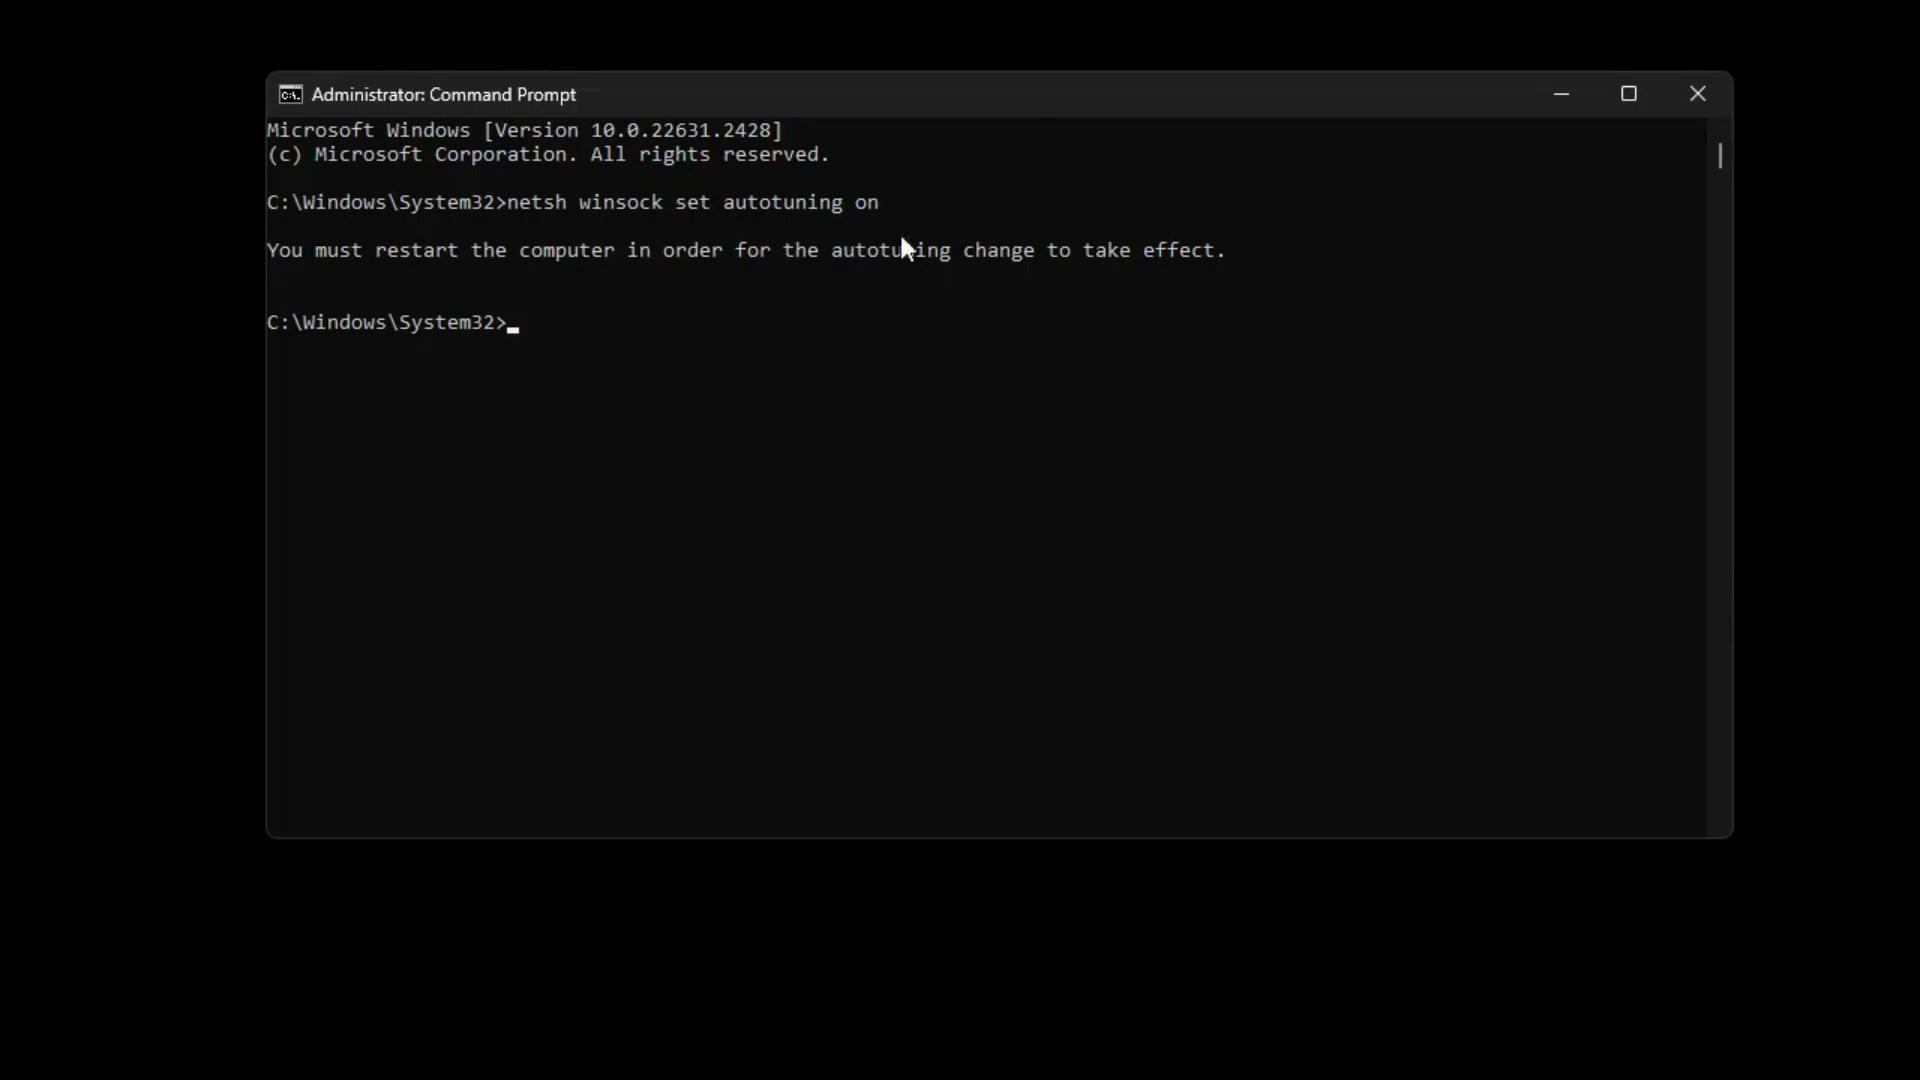 Administrator: Command Prompt
Microsoft Windows [Version 10.0.22631.2428]
(c) Microsoft Corporation. All rights reserved.
C:\Windows\System32>netsh winsock set autotuning on
You must restart the computer in order for the autotuning change to take effect.
C:\Windows\System32>